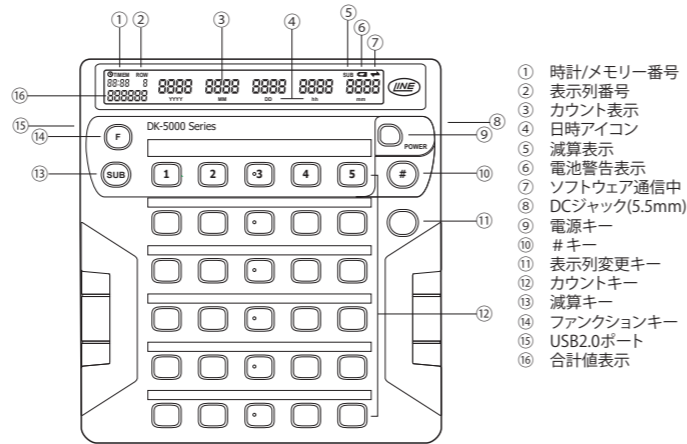 ① ② ③ ④ ⑤ ⑥ ⑦
TIMEM ROW SUB
88:88 8 8888 8888 8888 8888 8888
888888 YYYY MM DD hh mm
LINE
⑯
⑮
⑭
⑬
DK-5000 Series
F
POWER
SUB 1 2 3 4 5 #
⑧
⑨
⑩
⑪
⑫
① 時計/メモリー番号
② 表示列番号
③ カウント表示
④ 日時アイコン
⑤ 減算表示
⑥ 電池警告表示
⑦ ソフトウェア通信中
⑧ DCジャック(5.5mm)
⑨ 電源キー
⑩ #キー
⑪ 表示列変更キー
⑫ カウントキー
⑬ 減算キー
⑭ ファンクションキー
⑮ USB2.0ポート
⑯ 合計値表示